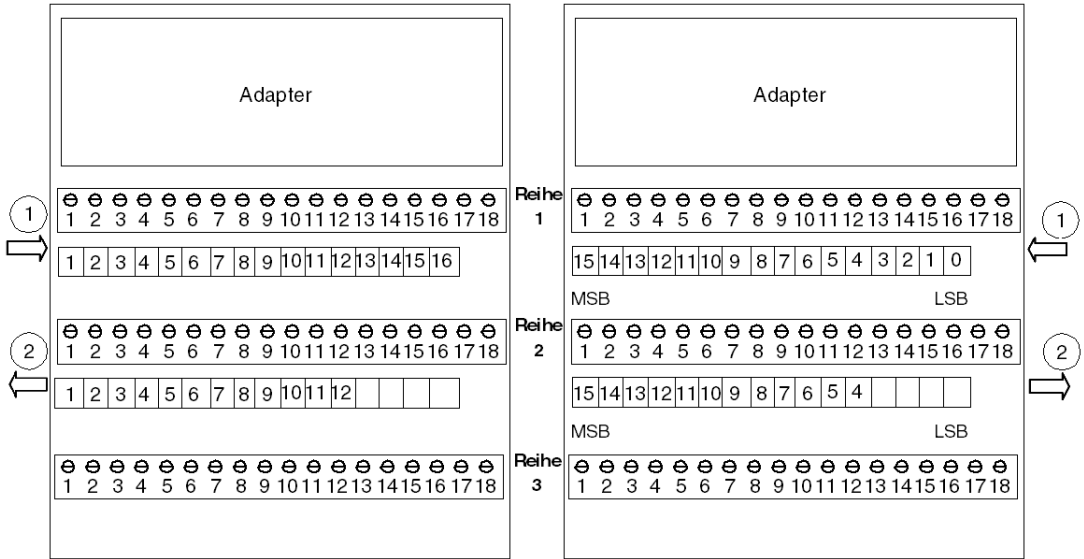 Adapter
Adapter
Reihe
1
1 2 3 4 5 6 7 8 9 10 11 12 13 14 15 16 17 18
1 2 3 4 5 6 7 8 9 10 11 12 13 14 15 16 17 18
1
1
1 2 3 4 5 6 7 8 9 10 11 12 13 14 15 16
15 14 13 12 11 10 9 8 7 6 5 4 3 2 1 0
MSB LSB
Reihe
2
1 2 3 4 5 6 7 8 9 10 11 12 13 14 15 16 17 18
1 2 3 4 5 6 7 8 9 10 11 12 13 14 15 16 17 18
2
2
1 2 3 4 5 6 7 8 9 10 11 12
15 14 13 12 11 10 9 8 7 6 5 4
MSB LSB
Reihe
3
1 2 3 4 5 6 7 8 9 10 11 12 13 14 15 16 17 18
1 2 3 4 5 6 7 8 9 10 11 12 13 14 15 16 17 18